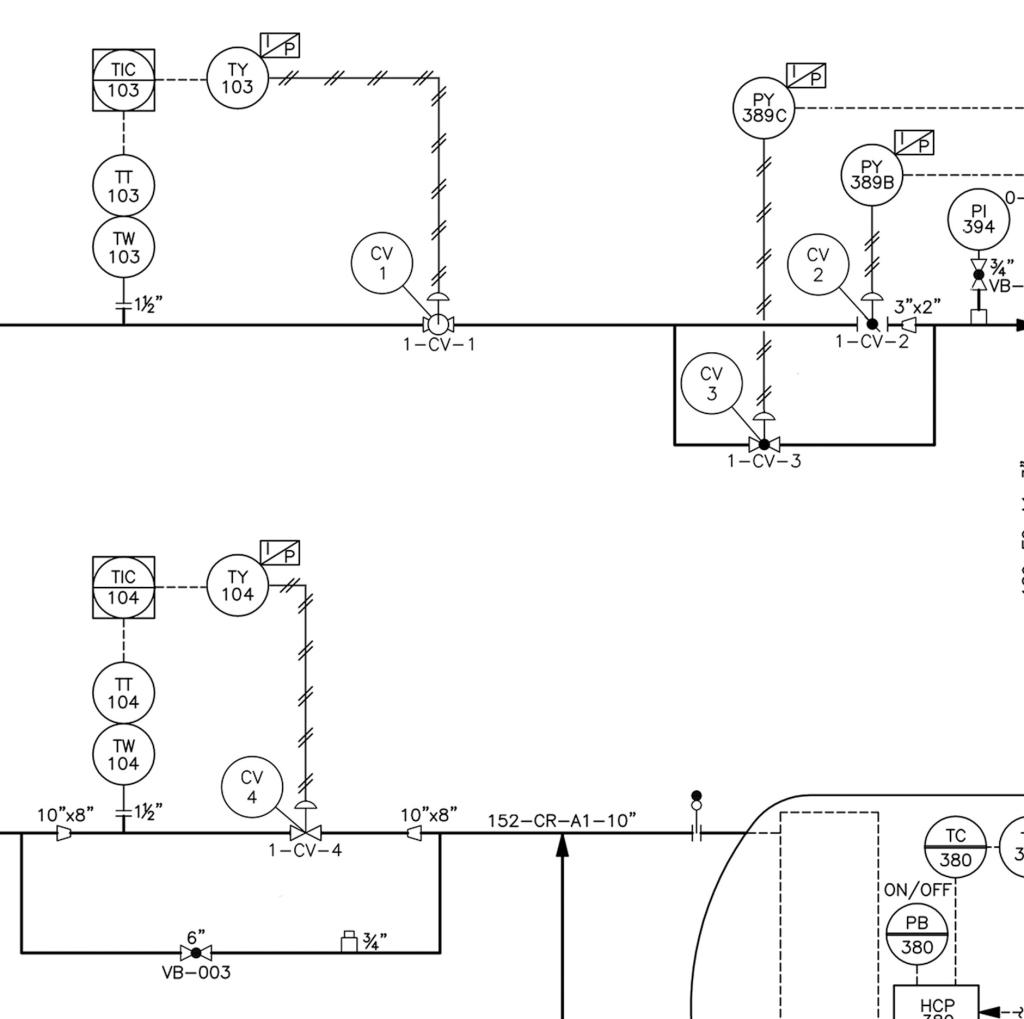 TIC
103
TY
103
I
P
PY
389C
I
P
PY
389B
I
P
PI
394
0-
TT
103
TW
103
1½"
CV
1
CV
2
¾"
VB-
3"x2"
1-CV-1
1-CV-2
CV
3
1-CV-3
TIC
104
TY
104
I
P
TT
104
TW
104
1½"
CV
4
10"x8"
10"x8"
152-CR-A1-10"
1-CV-4
TC
380
ON/OFF
PB
380
6"
VB-003
¾"
HCP